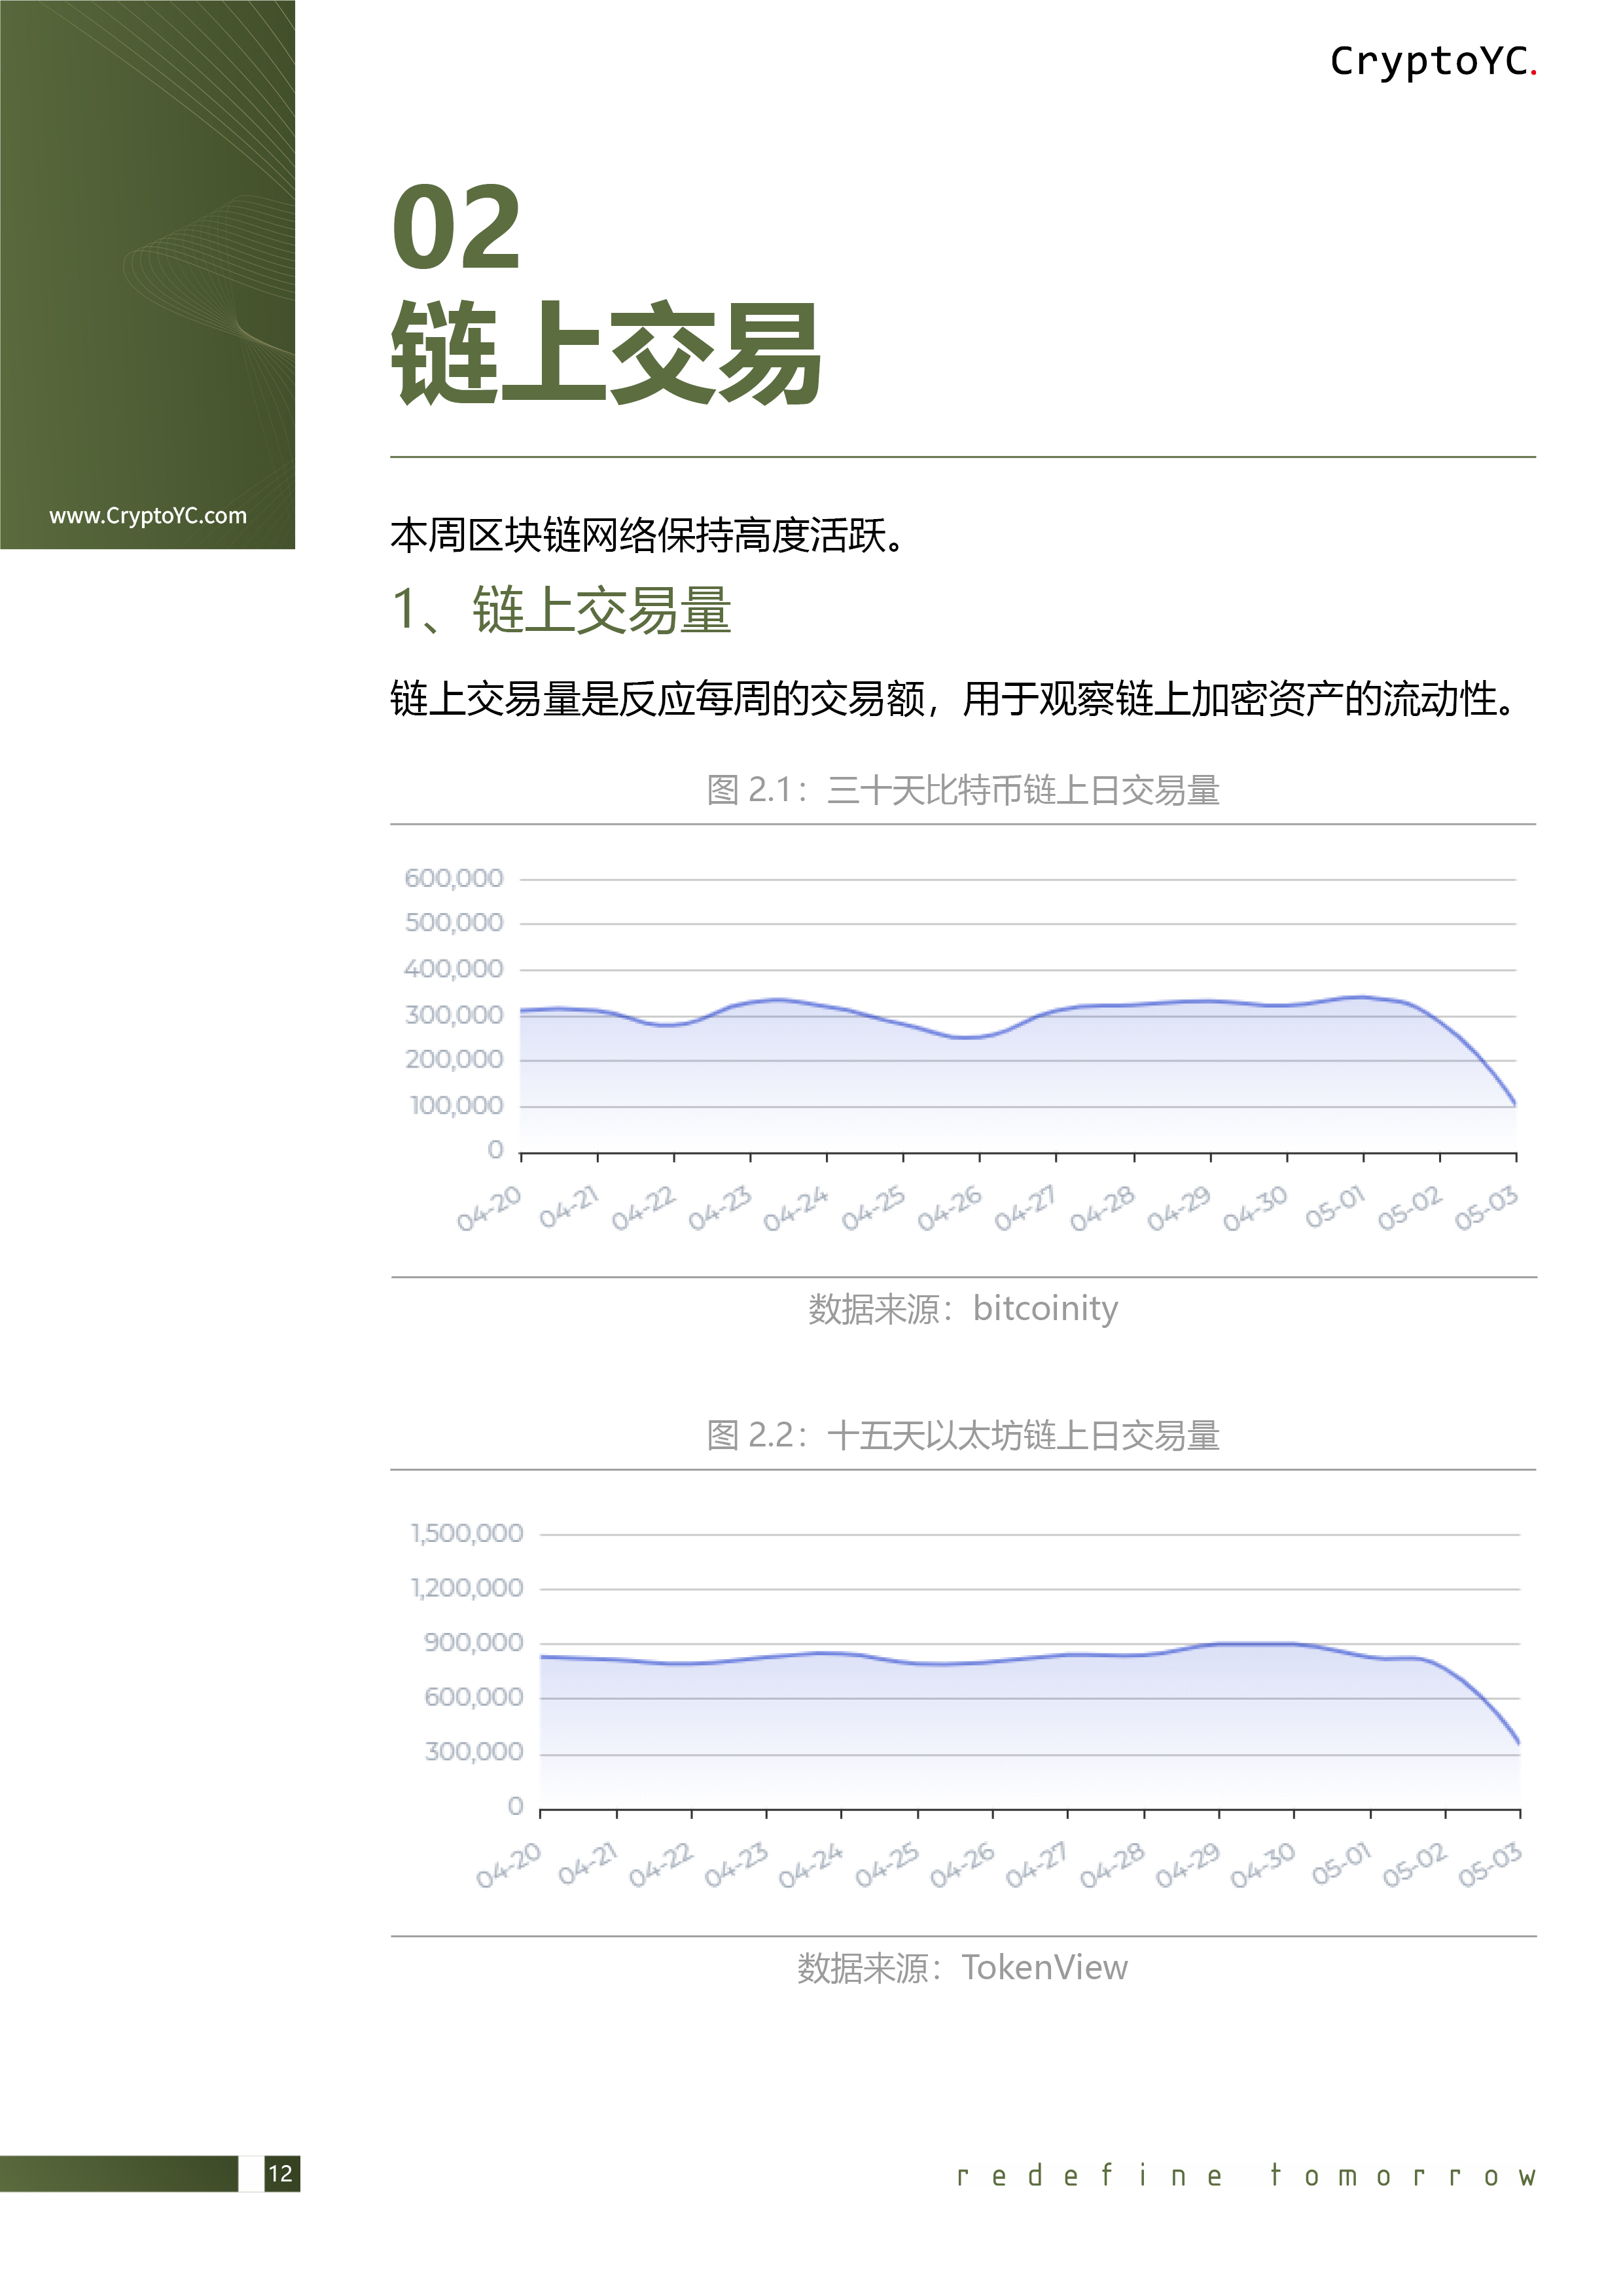 CryptoYC.
www.CryptoYC.com
02
链上交易
本周区块链网络保持高度活跃。
1、链上交易量
链上交易量是反应每周的交易额，用于观察链上加密资产的流动性。
图 2.1：三十天比特币链上日交易量
600,000
500,000
400,000
300,000
200,000
100,000
0
04-20 04-21 04-22 04-23 04-24 04-25 04-26 04-27 04-28 04-29 04-30 05-01 05-02 05-03
数据来源：bitcoinity
图 2.2：十五天以太坊链上日交易量
1,500,000
1,200,000
900,000
600,000
300,000
0
04-20 04-21 04-22 04-23 04-24 04-25 04-26 04-27 04-28 04-29 04-30 05-01 05-02 05-03
数据来源：TokenView
12
redefine tomorrow